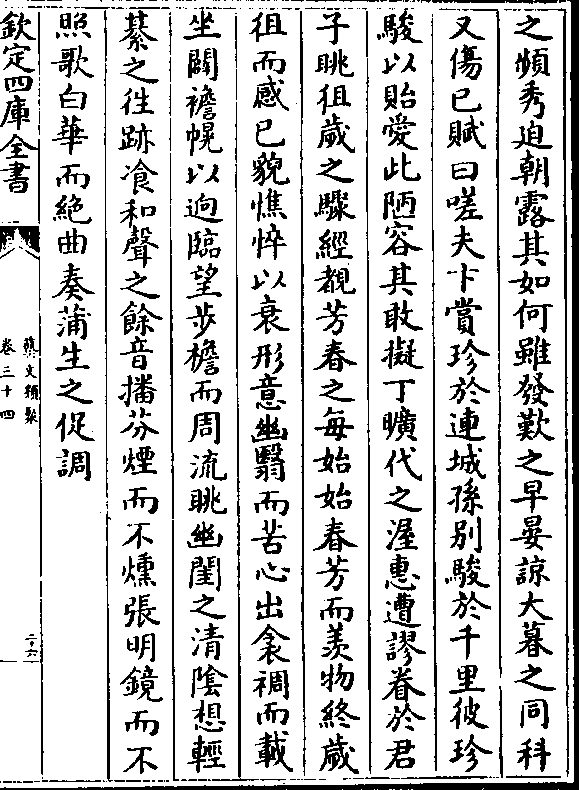 之頻秀迫朝露其如何雖發歎之早晏諒大暮之同科
又傷已賦曰嗟夫卞賞珍於連城孫别駿於千里彼珍
駿以貽愛此陋容其敢擬丁曠代之渥惠遭謬眷於君
子眺徂歲之驟經覩芳春之每始始春芳而羡物終歲
徂而感已貌憔悴以衰形意幽翳而苦心出衾裯而載
坐闢襜幌以逈臨望歩檐而周流眺幽閨之清隂想輕
綦之徃跡飡和聲之餘音播芬煙而不燻張明鏡而不
照歌白華而絶曲奏蒲生之促調
欽定四庫全書
藝文類聚
卷三十四
二六